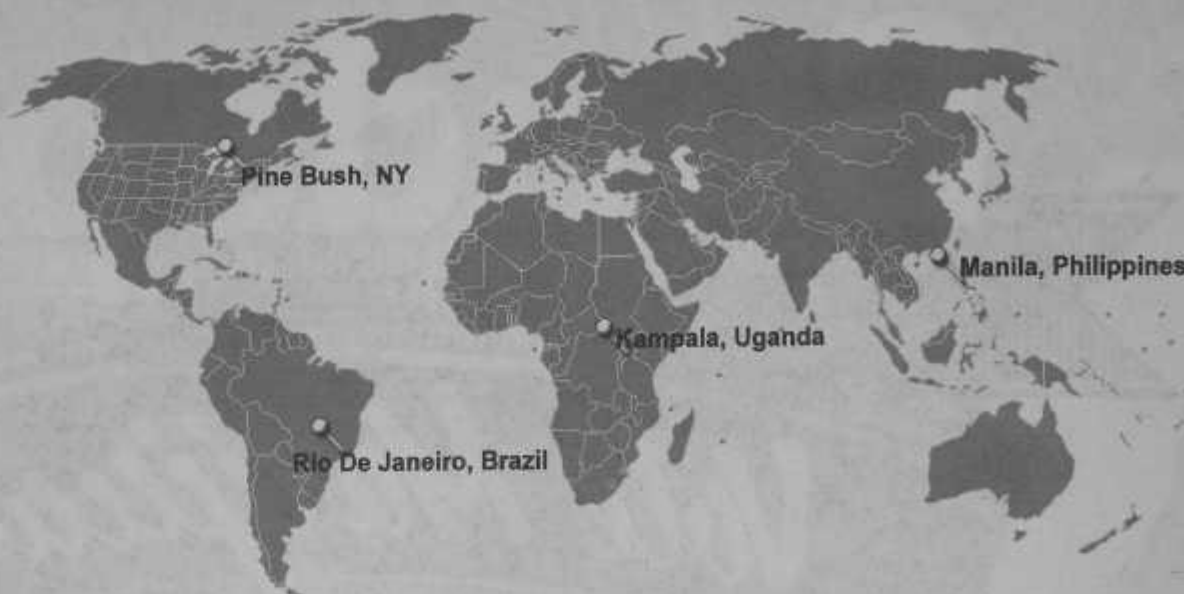 Pine Bush, NY
Manila, Philippines
Kampala, Uganda
Rio De Janeiro, Brazil